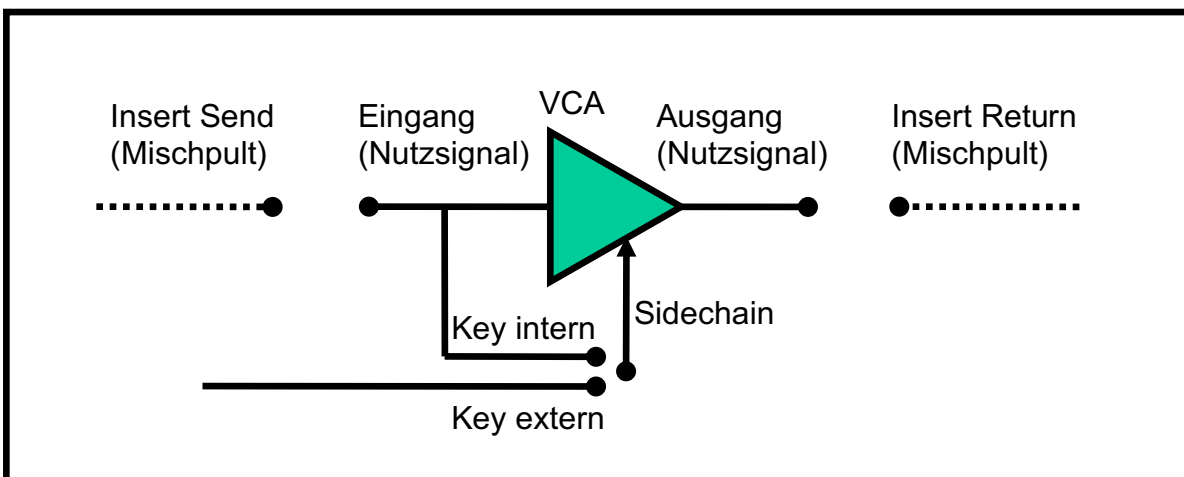 Insert Send
(Mischpult)
Eingang
(Nutzsignal)
VCA
Ausgang
(Nutzsignal)
Insert Return
(Mischpult)
Sidechain
Key intern
Key extern